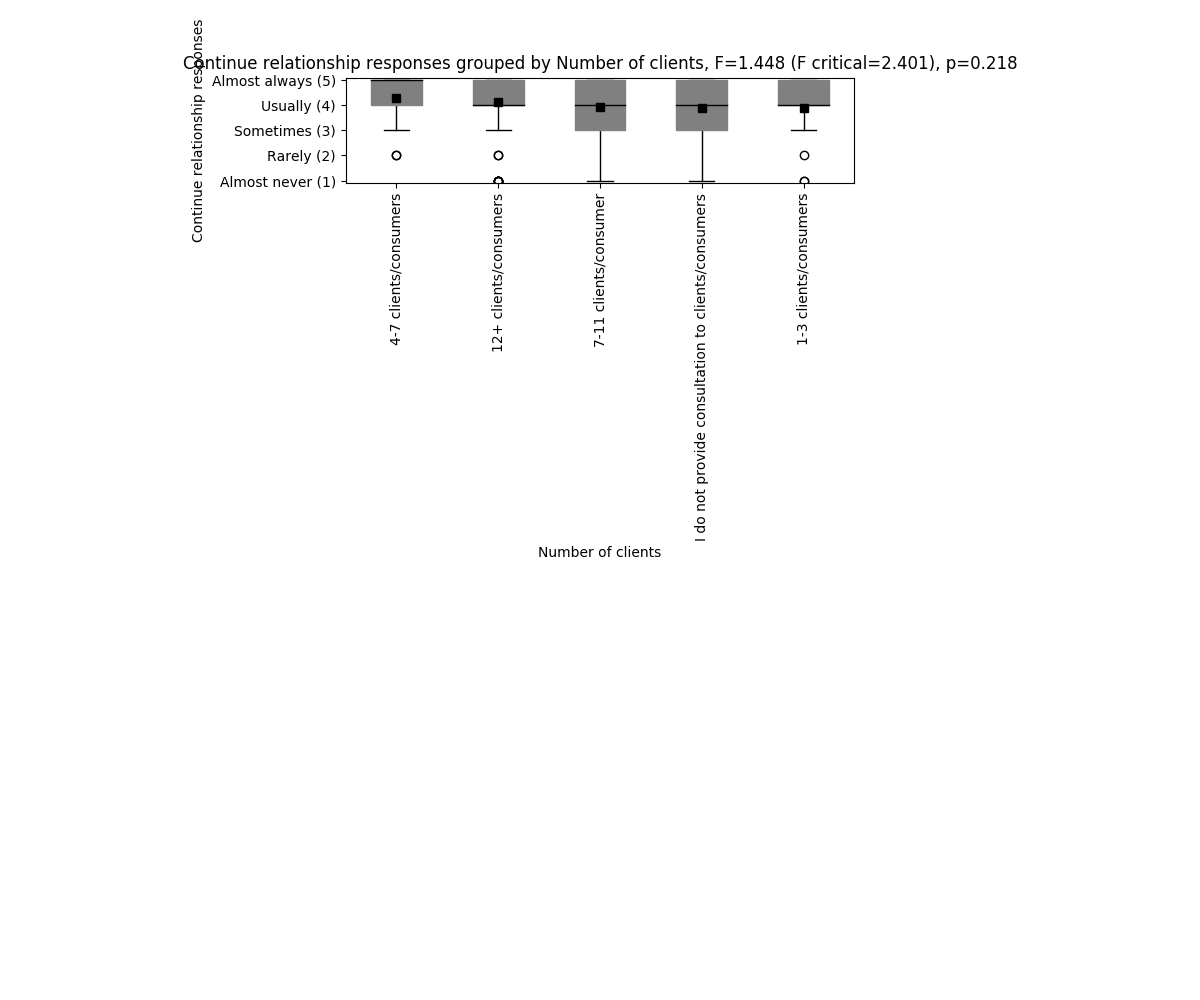 Continue relationship responses grouped by Number of clients, F=1.448 (F critical=2.401), p=0.218
Continue relationship responses
Almost always (5)
Usually (4)
Sometimes (3)
Rarely (2)
Almost never (1)
4-7 clients/consumers
12+ clients/consumers
7-11 clients/consumer
I do not provide consultation to clients/consumers
1-3 clients/consumers
Number of clients